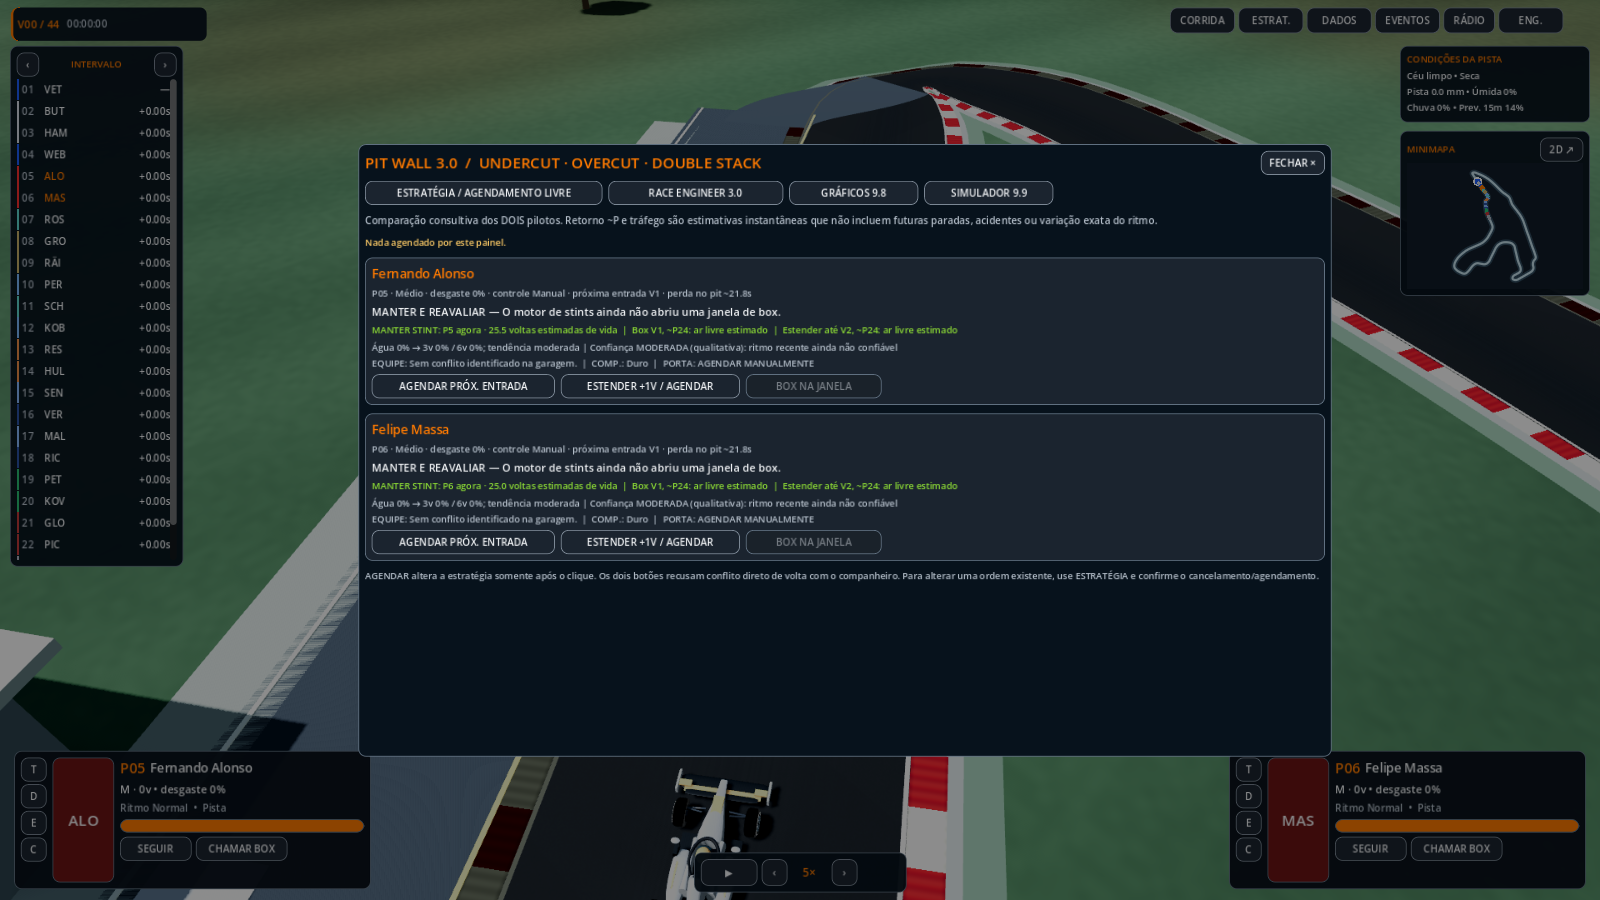 V00 / 44 00:00:00
CORRIDA ESTRAT. DADOS EVENTOS RÁDIO ENG.
‹ INTERVALO ›
01 VET —
02 BUT +0.00s
03 HAM +0.00s
04 WEB +0.00s
05 ALO +0.00s
06 MAS +0.00s
07 ROS +0.00s
08 GRO +0.00s
09 RÄI +0.00s
10 PER +0.00s
11 SCH +0.00s
12 KOB +0.00s
13 RES +0.00s
14 HUL +0.00s
15 SEN +0.00s
16 VER +0.00s
17 MAL +0.00s
18 RIC +0.00s
19 PET +0.00s
20 KOV +0.00s
21 GLO +0.00s
22 PIC +0.00s
CONDIÇÕES DA PISTA
Céu limpo • Seca
Pista 0.0 mm • Úmida 0%
Chuva 0% • Prev. 15m 14%
MINIMAPA 2D ↗
PIT WALL 3.0 / UNDERCUT · OVERCUT · DOUBLE STACK FECHAR ×
ESTRATÉGIA / AGENDAMENTO LIVRE RACE ENGINEER 3.0 GRÁFICOS 9.8 SIMULADOR 9.9
Comparação consultiva dos DOIS pilotos. Retorno ~P e tráfego são estimativas instantâneas que não incluem futuras paradas, acidentes ou variação exata do ritmo.
Nada agendado por este painel.
Fernando Alonso
P05 · Médio · desgaste 0% · controle Manual · próxima entrada V1 · perda no pit ~21.8s
MANTER E REAVALIAR — O motor de stints ainda não abriu uma janela de box.
MANTER STINT: P5 agora · 25.5 voltas estimadas de vida | Box V1, ~P24: ar livre estimado | Estender até V2, ~P24: ar livre estimado
Água 0% → 3v 0% / 6v 0%; tendência moderada | Confiança MODERADA (qualitativa): ritmo recente ainda não confiável
EQUIPE: Sem conflito identificado na garagem. | COMP.: Duro | PORTA: AGENDAR MANUALMENTE
AGENDAR PRÓX. ENTRADA ESTENDER +1V / AGENDAR BOX NA JANELA
Felipe Massa
P06 · Médio · desgaste 0% · controle Manual · próxima entrada V1 · perda no pit ~21.8s
MANTER E REAVALIAR — O motor de stints ainda não abriu uma janela de box.
MANTER STINT: P6 agora · 25.0 voltas estimadas de vida | Box V1, ~P24: ar livre estimado | Estender até V2, ~P24: ar livre estimado
Água 0% → 3v 0% / 6v 0%; tendência moderada | Confiança MODERADA (qualitativa): ritmo recente ainda não confiável
EQUIPE: Sem conflito identificado na garagem. | COMP.: Duro | PORTA: AGENDAR MANUALMENTE
AGENDAR PRÓX. ENTRADA ESTENDER +1V / AGENDAR BOX NA JANELA
AGENDAR altera a estratégia somente após o clique. Os dois botões recusam conflito direto de volta com o companheiro. Para alterar uma ordem existente, use ESTRATÉGIA e confirme o cancelamento/agendamento.
T
D
E
C
ALO
P05 Fernando Alonso
M · 0v • desgaste 0%
Ritmo Normal • Pista
SEGUIR CHAMAR BOX
▶ ‹ 5× ›
T
D
E
C
MAS
P06 Felipe Massa
M · 0v • desgaste 0%
Ritmo Normal • Pista
SEGUIR CHAMAR BOX